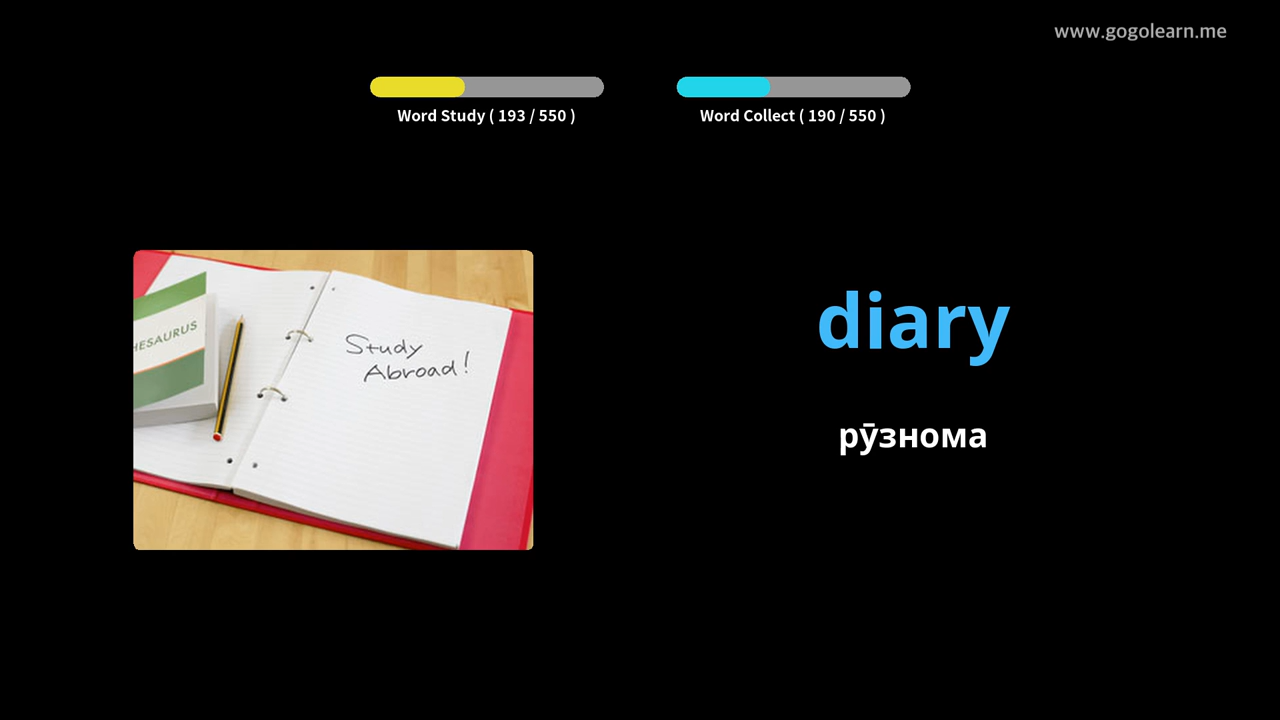 www.gogolearn.me
Word Study ( 193 / 550 )
Word Collect ( 190 / 550 )
HESAURUS
Study
Abroad!
diary
рӯзнома